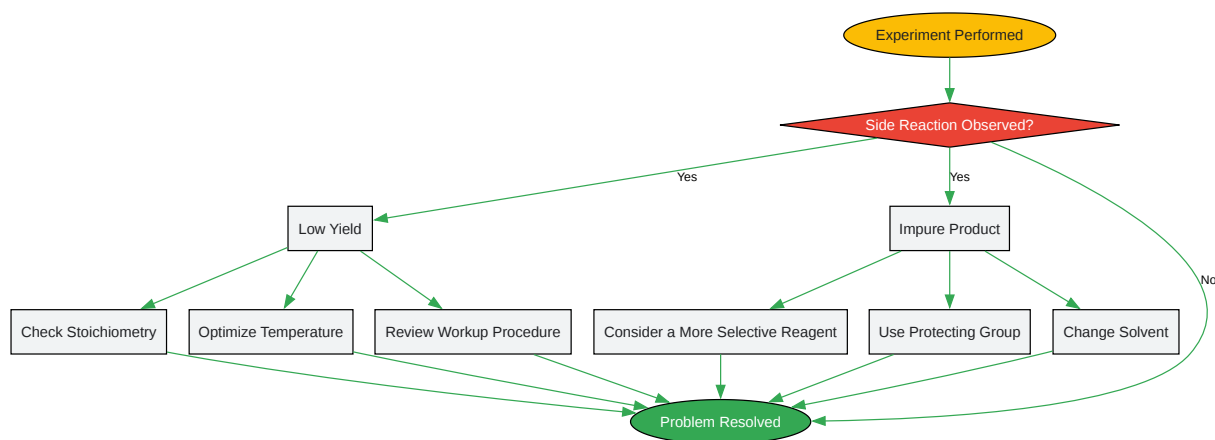 Experiment Performed
Side Reaction Observed?
Yes
Yes
Low Yield
Impure Product
No
Check Stoichiometry
Optimize Temperature
Review Workup Procedure
Consider a More Selective Reagent
Use Protecting Group
Change Solvent
Problem Resolved